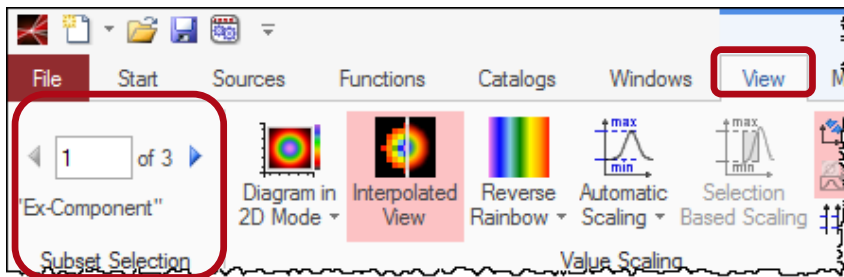 File Start Sources Functions Catalogs Windows View
1 of 3
"Ex-Component"
Diagram in 2D Mode
Interpolated View
Reverse Rainbow
max
min
Automatic Scaling
max
min
Selection Based Scaling
Subset Selection
Value Scaling